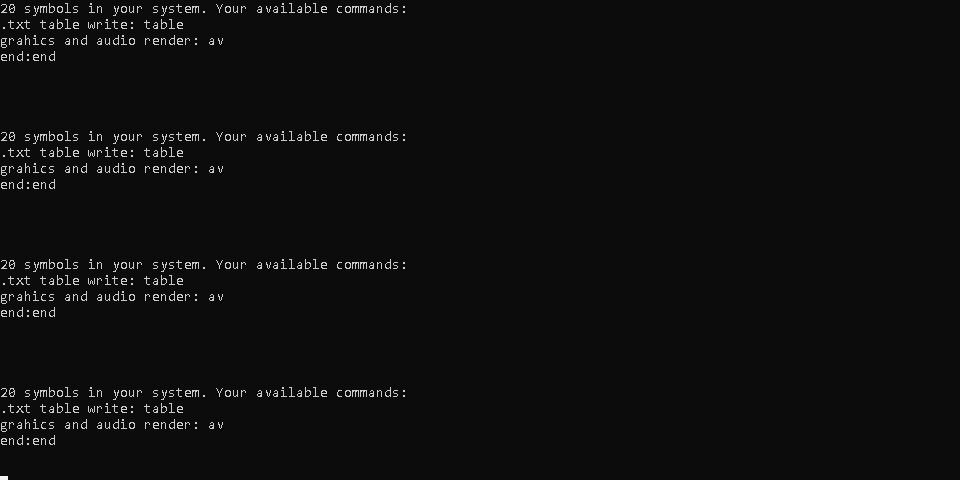 20 symbols in your system. Your available commands:
.txt table write: table
grahics and audio render: av
end:end
20 symbols in your system. Your available commands:
.txt table write: table
grahics and audio render: av
end:end
20 symbols in your system. Your available commands:
.txt table write: table
grahics and audio render: av
end:end
20 symbols in your system. Your available commands:
.txt table write: table
grahics and audio render: av
end:end